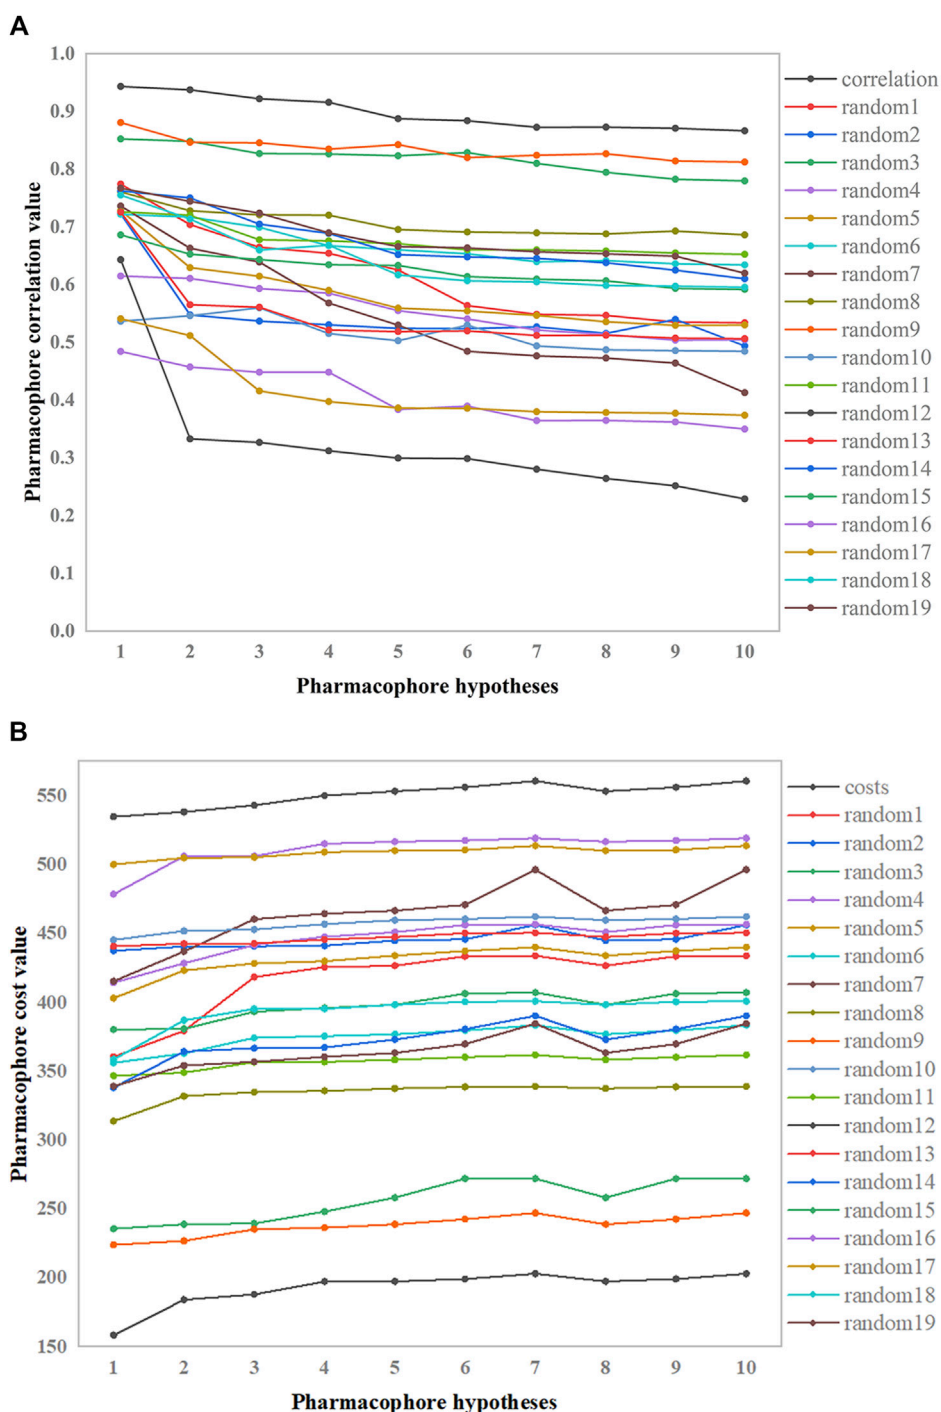 A
1.0
0.9
0.8
0.7
0.6
0.5
0.4
0.3
0.2
0.1
0.0
Pharmacophore correlation value
1 2 3 4 5 6 7 8 9 10
Pharmacophore hypotheses
correlation
random1
random2
random3
random4
random5
random6
random7
random8
random9
random10
random11
random12
random13
random14
random15
random16
random17
random18
random19
B
550
500
450
400
350
300
250
200
150
Pharmacophore cost value
1 2 3 4 5 6 7 8 9 10
Pharmacophore hypotheses
costs
random1
random2
random3
random4
random5
random6
random7
random8
random9
random10
random11
random12
random13
random14
random15
random16
random17
random18
random19